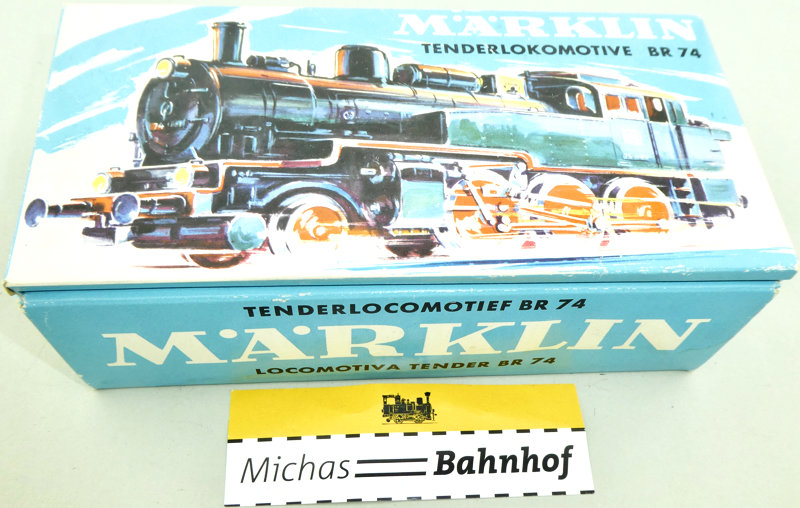 MÄRKLIN
TENDERLOKOMOTIVE BR 74
TENDERLOCOMOTIEF BR 74
MÄRKLIN
LOCOMOTIVA TENDER BR 74
Michas Bahnhof